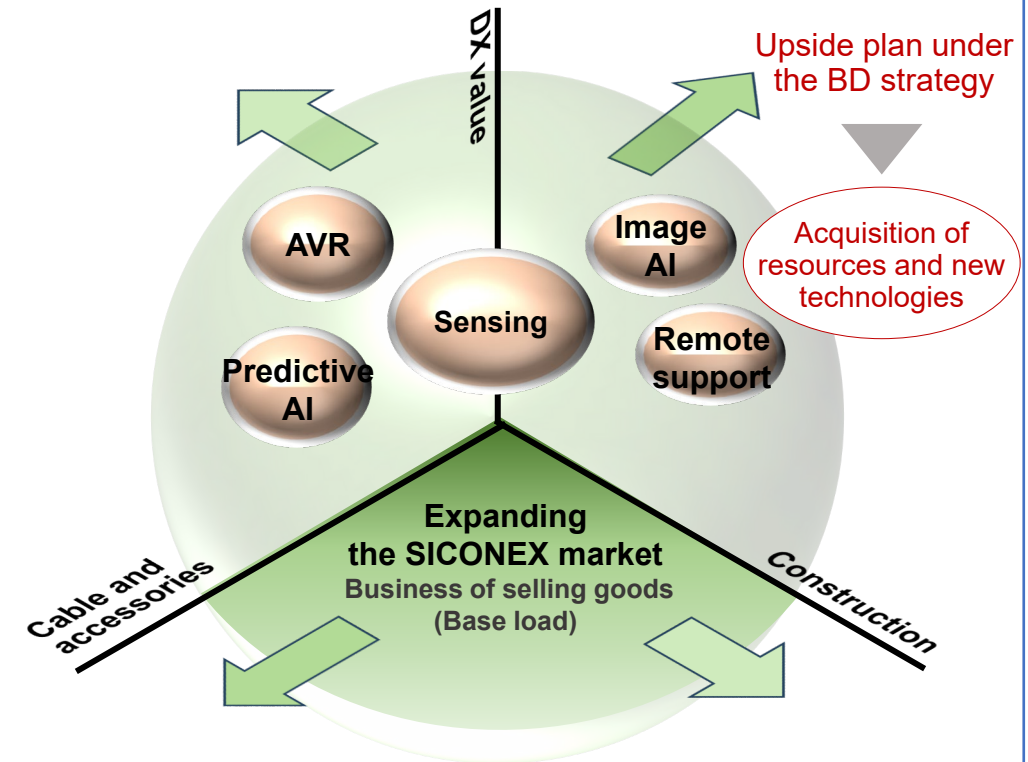 DX value
Upside plan under
the BD strategy
Acquisition of
resources and new
technologies
AVR
Image
AI
Sensing
Predictive
AI
Remote
support
Expanding
the SICONEX market
Business of selling goods
(Base load)
Cable and
accessories
Construction